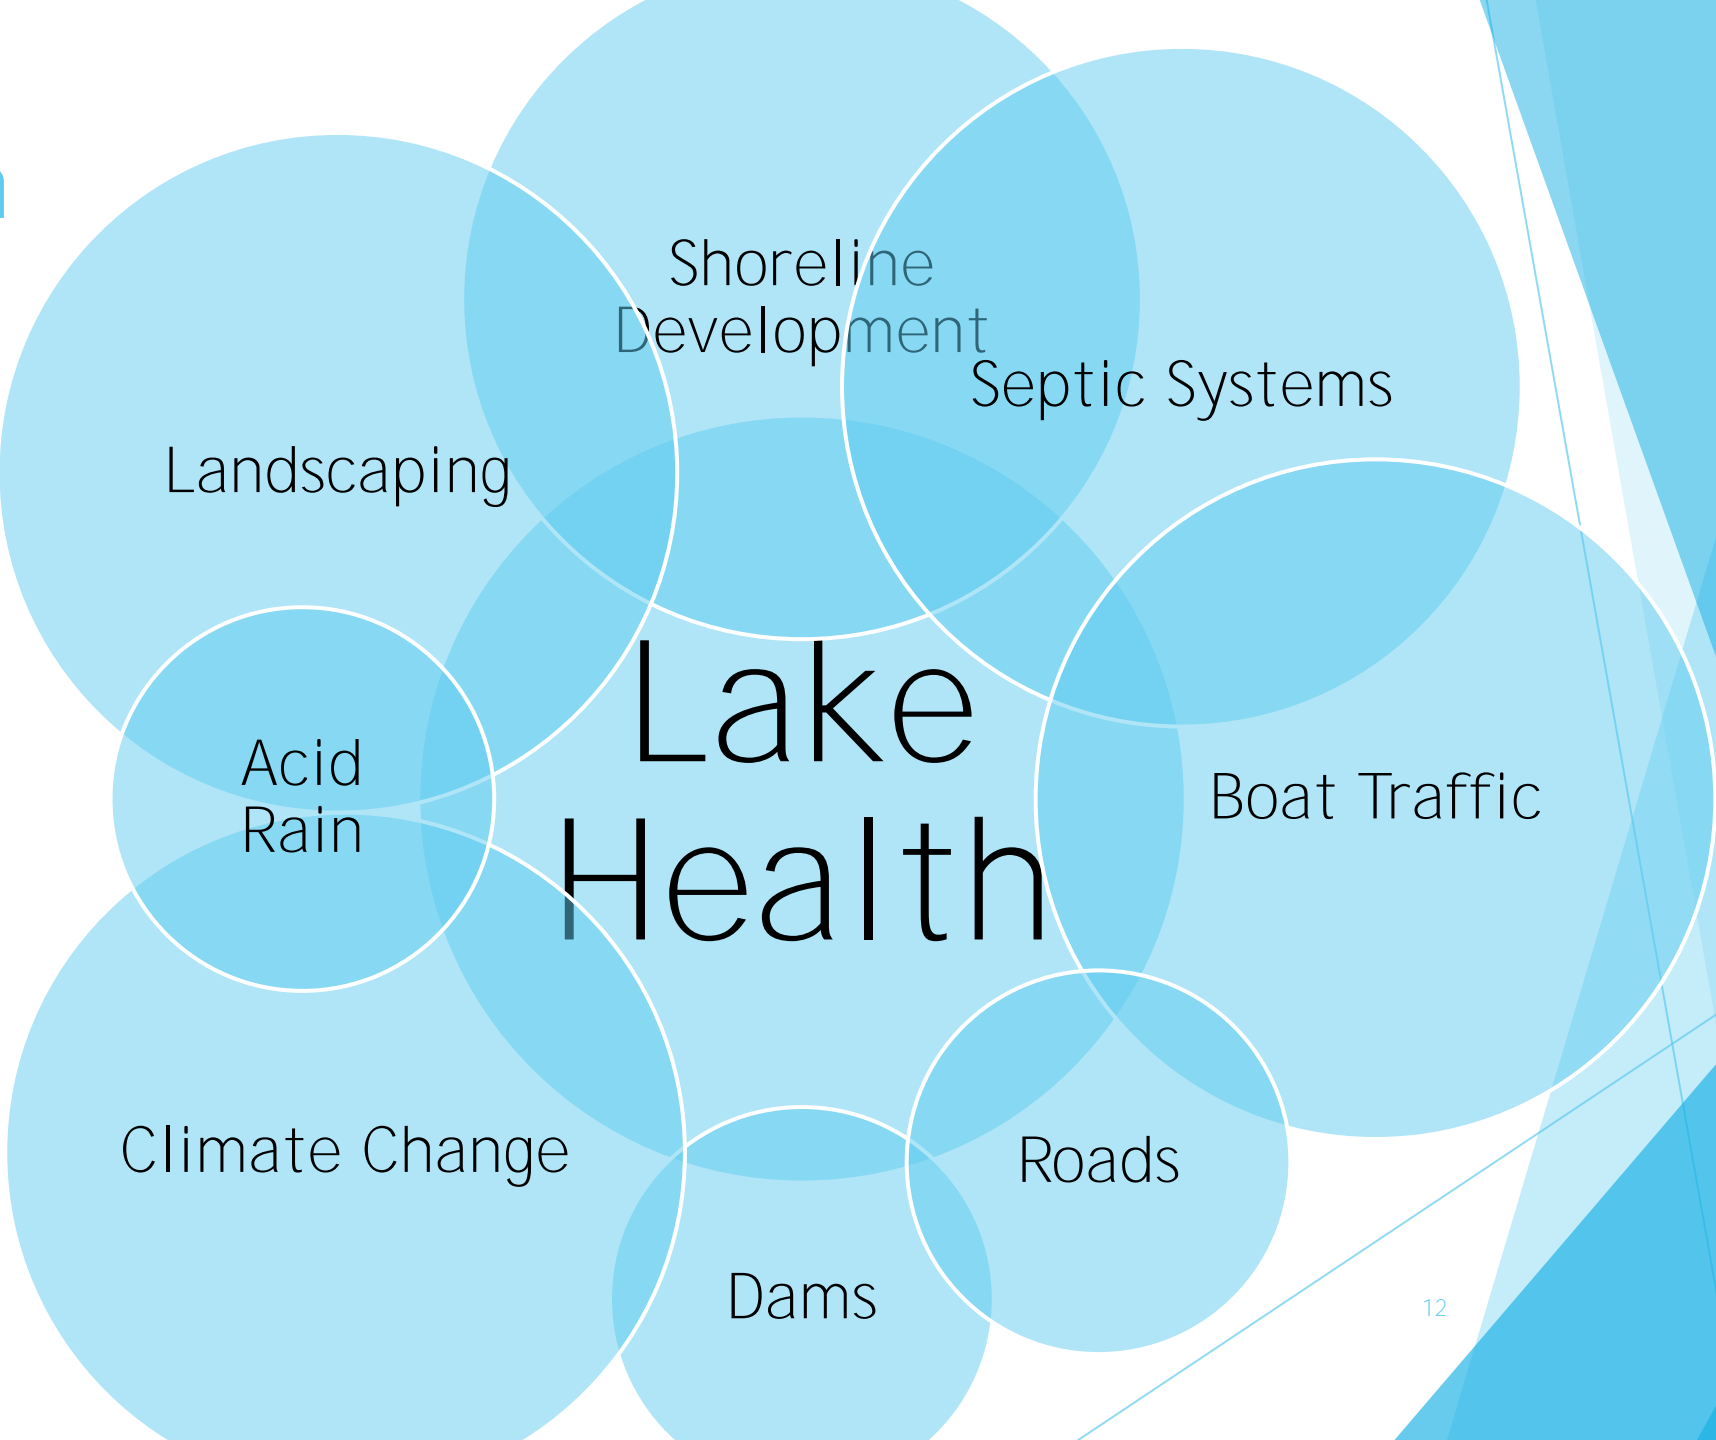 Shoreline
Development
Septic Systems
Landscaping
Lake
Health
Acid
Rain
Boat Traffic
Climate Change
Roads
Dams
12